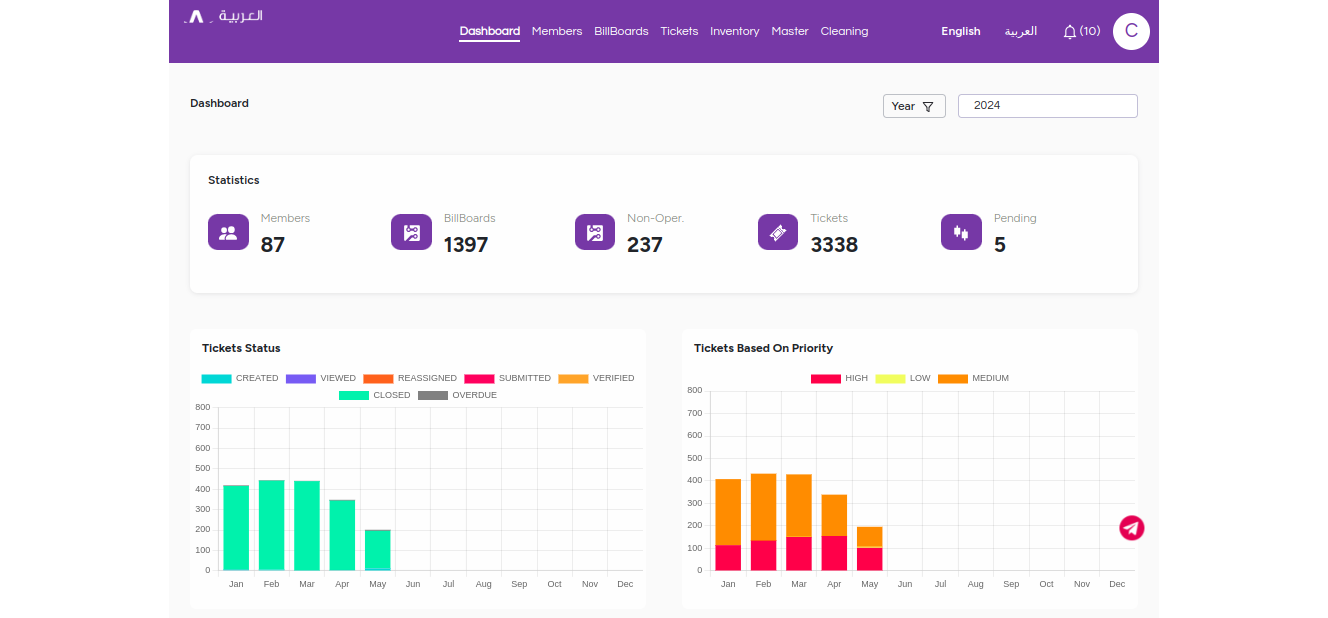 العربية
Dashboard Members BillBoards Tickets Inventory Master Cleaning English العربية (10) C
Dashboard
Year 2024
Statistics
Members BillBoards Non-Oper. Tickets Pending
87 1397 237 3338 5
Tickets Status
CREATED VIEWED REASSIGNED SUBMITTED VERIFIED
CLOSED OVERDUE
800
700
600
500
400
300
200
100
0
Jan Feb Mar Apr May Jun Jul Aug Sep Oct Nov Dec
Tickets Based On Priority
HIGH LOW MEDIUM
800
700
600
500
400
300
200
100
0
Jan Feb Mar Apr May Jun Jul Aug Sep Oct Nov Dec